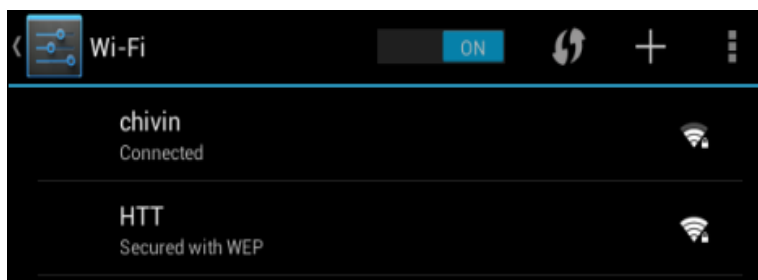 Wi-Fi ON
chivin
Connected
HTT
Secured with WEP